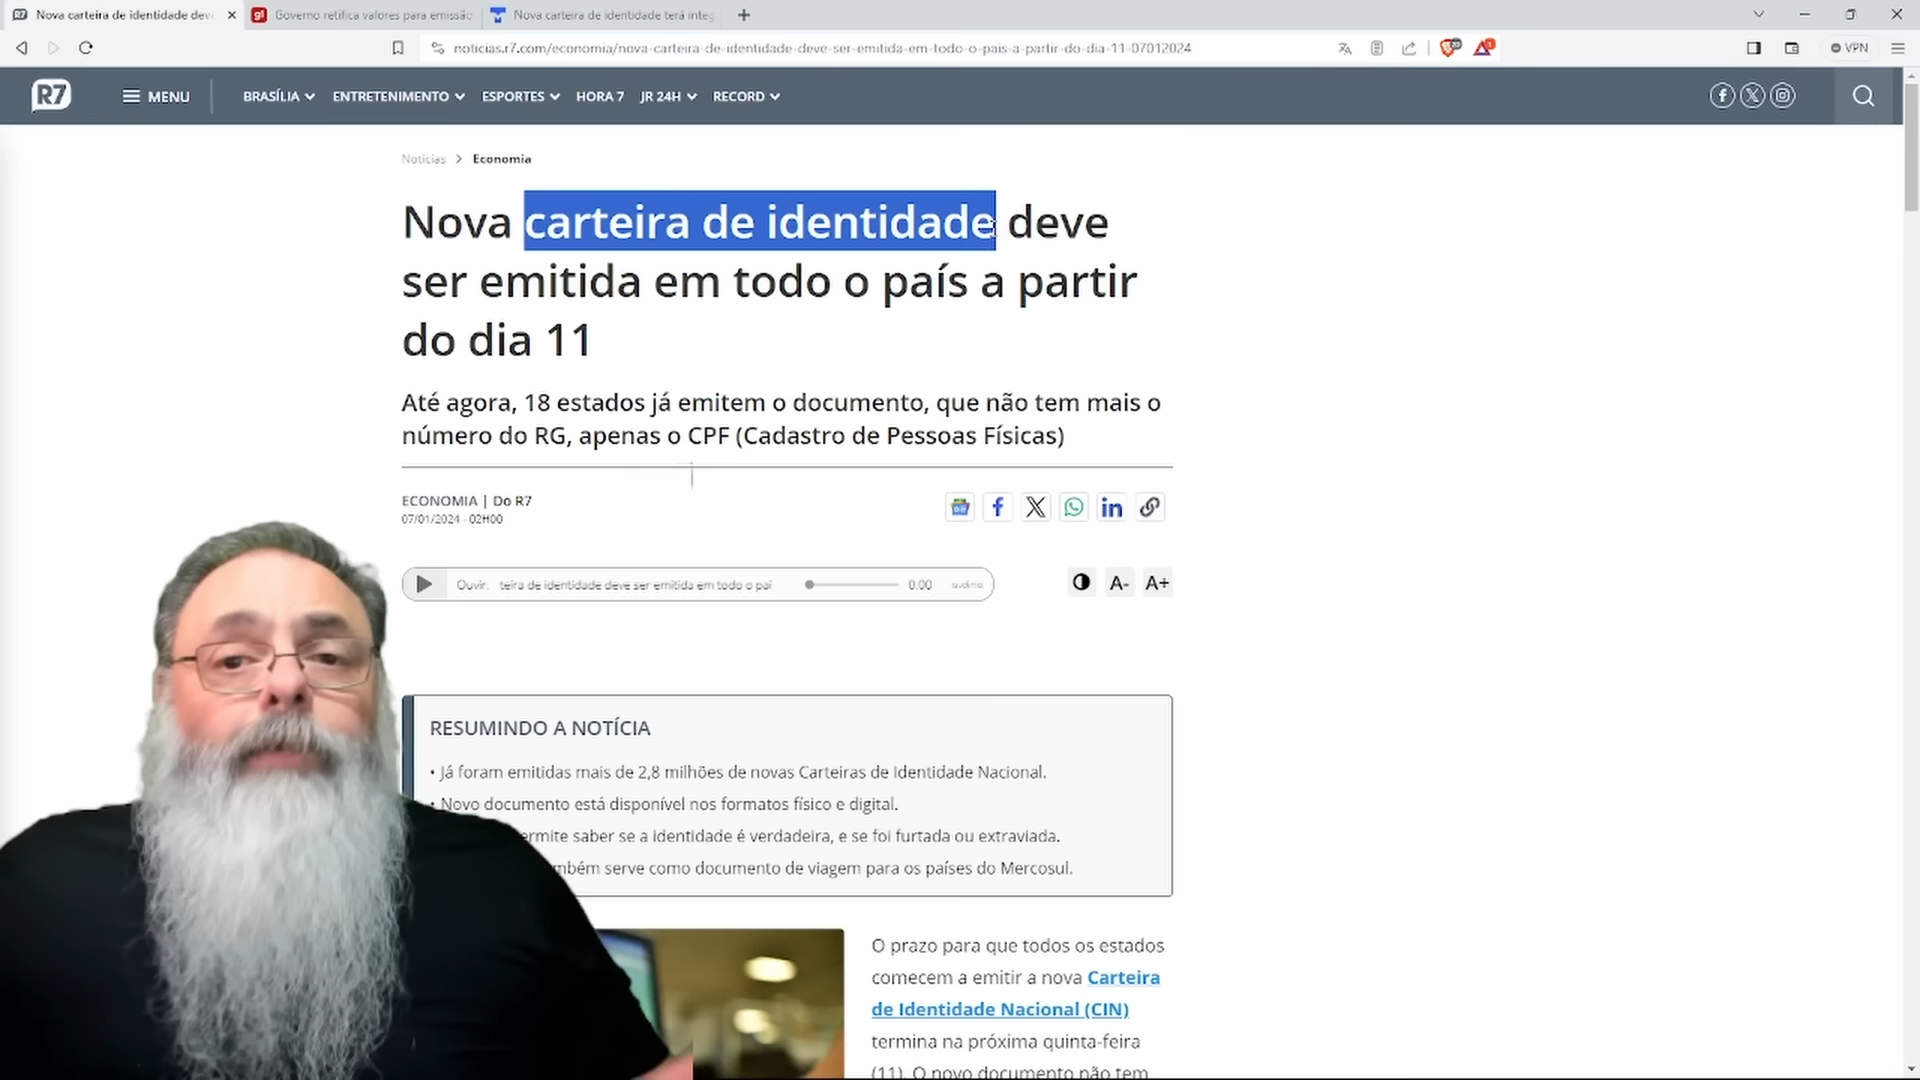 Nova carteira de identidade deve
Governo retifica valores para emissão
Nova carteira de identidade terá integ
noticias.r7.com/economia/nova-carteira-de-identidade-deve-ser-emitida-em-todo-o-pais-a-partir-do-dia-11-07012024
VPN
R7
MENU
BRASÍLIA
ENTRETENIMENTO
ESPORTES
HORA 7
JR 24H
RECORD
Notícias > Economia
Nova carteira de identidade deve
ser emitida em todo o país a partir
do dia 11
Até agora, 18 estados já emitem o documento, que não tem mais o
número do RG, apenas o CPF (Cadastro de Pessoas Físicas)
ECONOMIA | Do R7
07/01/2024 - 02H00
Ouvir: teira de identidade deve ser emitida em todo o paí
0:00
audima
A-
A+
RESUMINDO A NOTÍCIA
• Já foram emitidas mais de 2,8 milhões de novas Carteiras de Identidade Nacional.
• Novo documento está disponível nos formatos físico e digital.
ermite saber se a identidade é verdadeira, e se foi furtada ou extraviada.
mbém serve como documento de viagem para os países do Mercosul.
O prazo para que todos os estados
comecem a emitir a nova Carteira
de Identidade Nacional (CIN)
termina na próxima quinta-feira
(11). O novo documento não tem